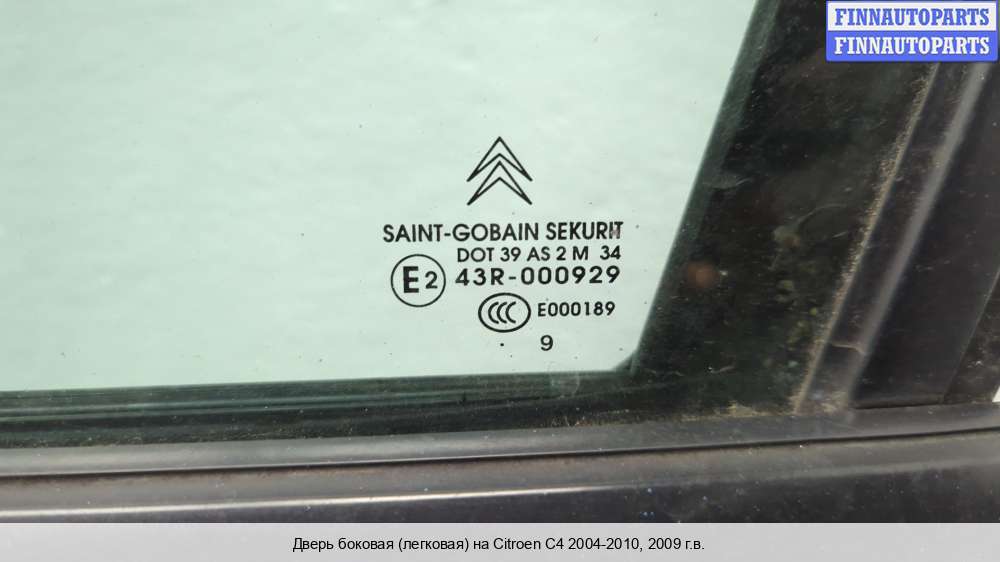 FINNAUTOPARTS
FINNAUTOPARTS
SAINT-GOBAIN SEKURIT
DOT 39 AS 2 M 34
E2 43R-000929
CCC E000189
. 9
Дверь боковая (легковая) на Citroen C4 2004-2010, 2009 г.в.